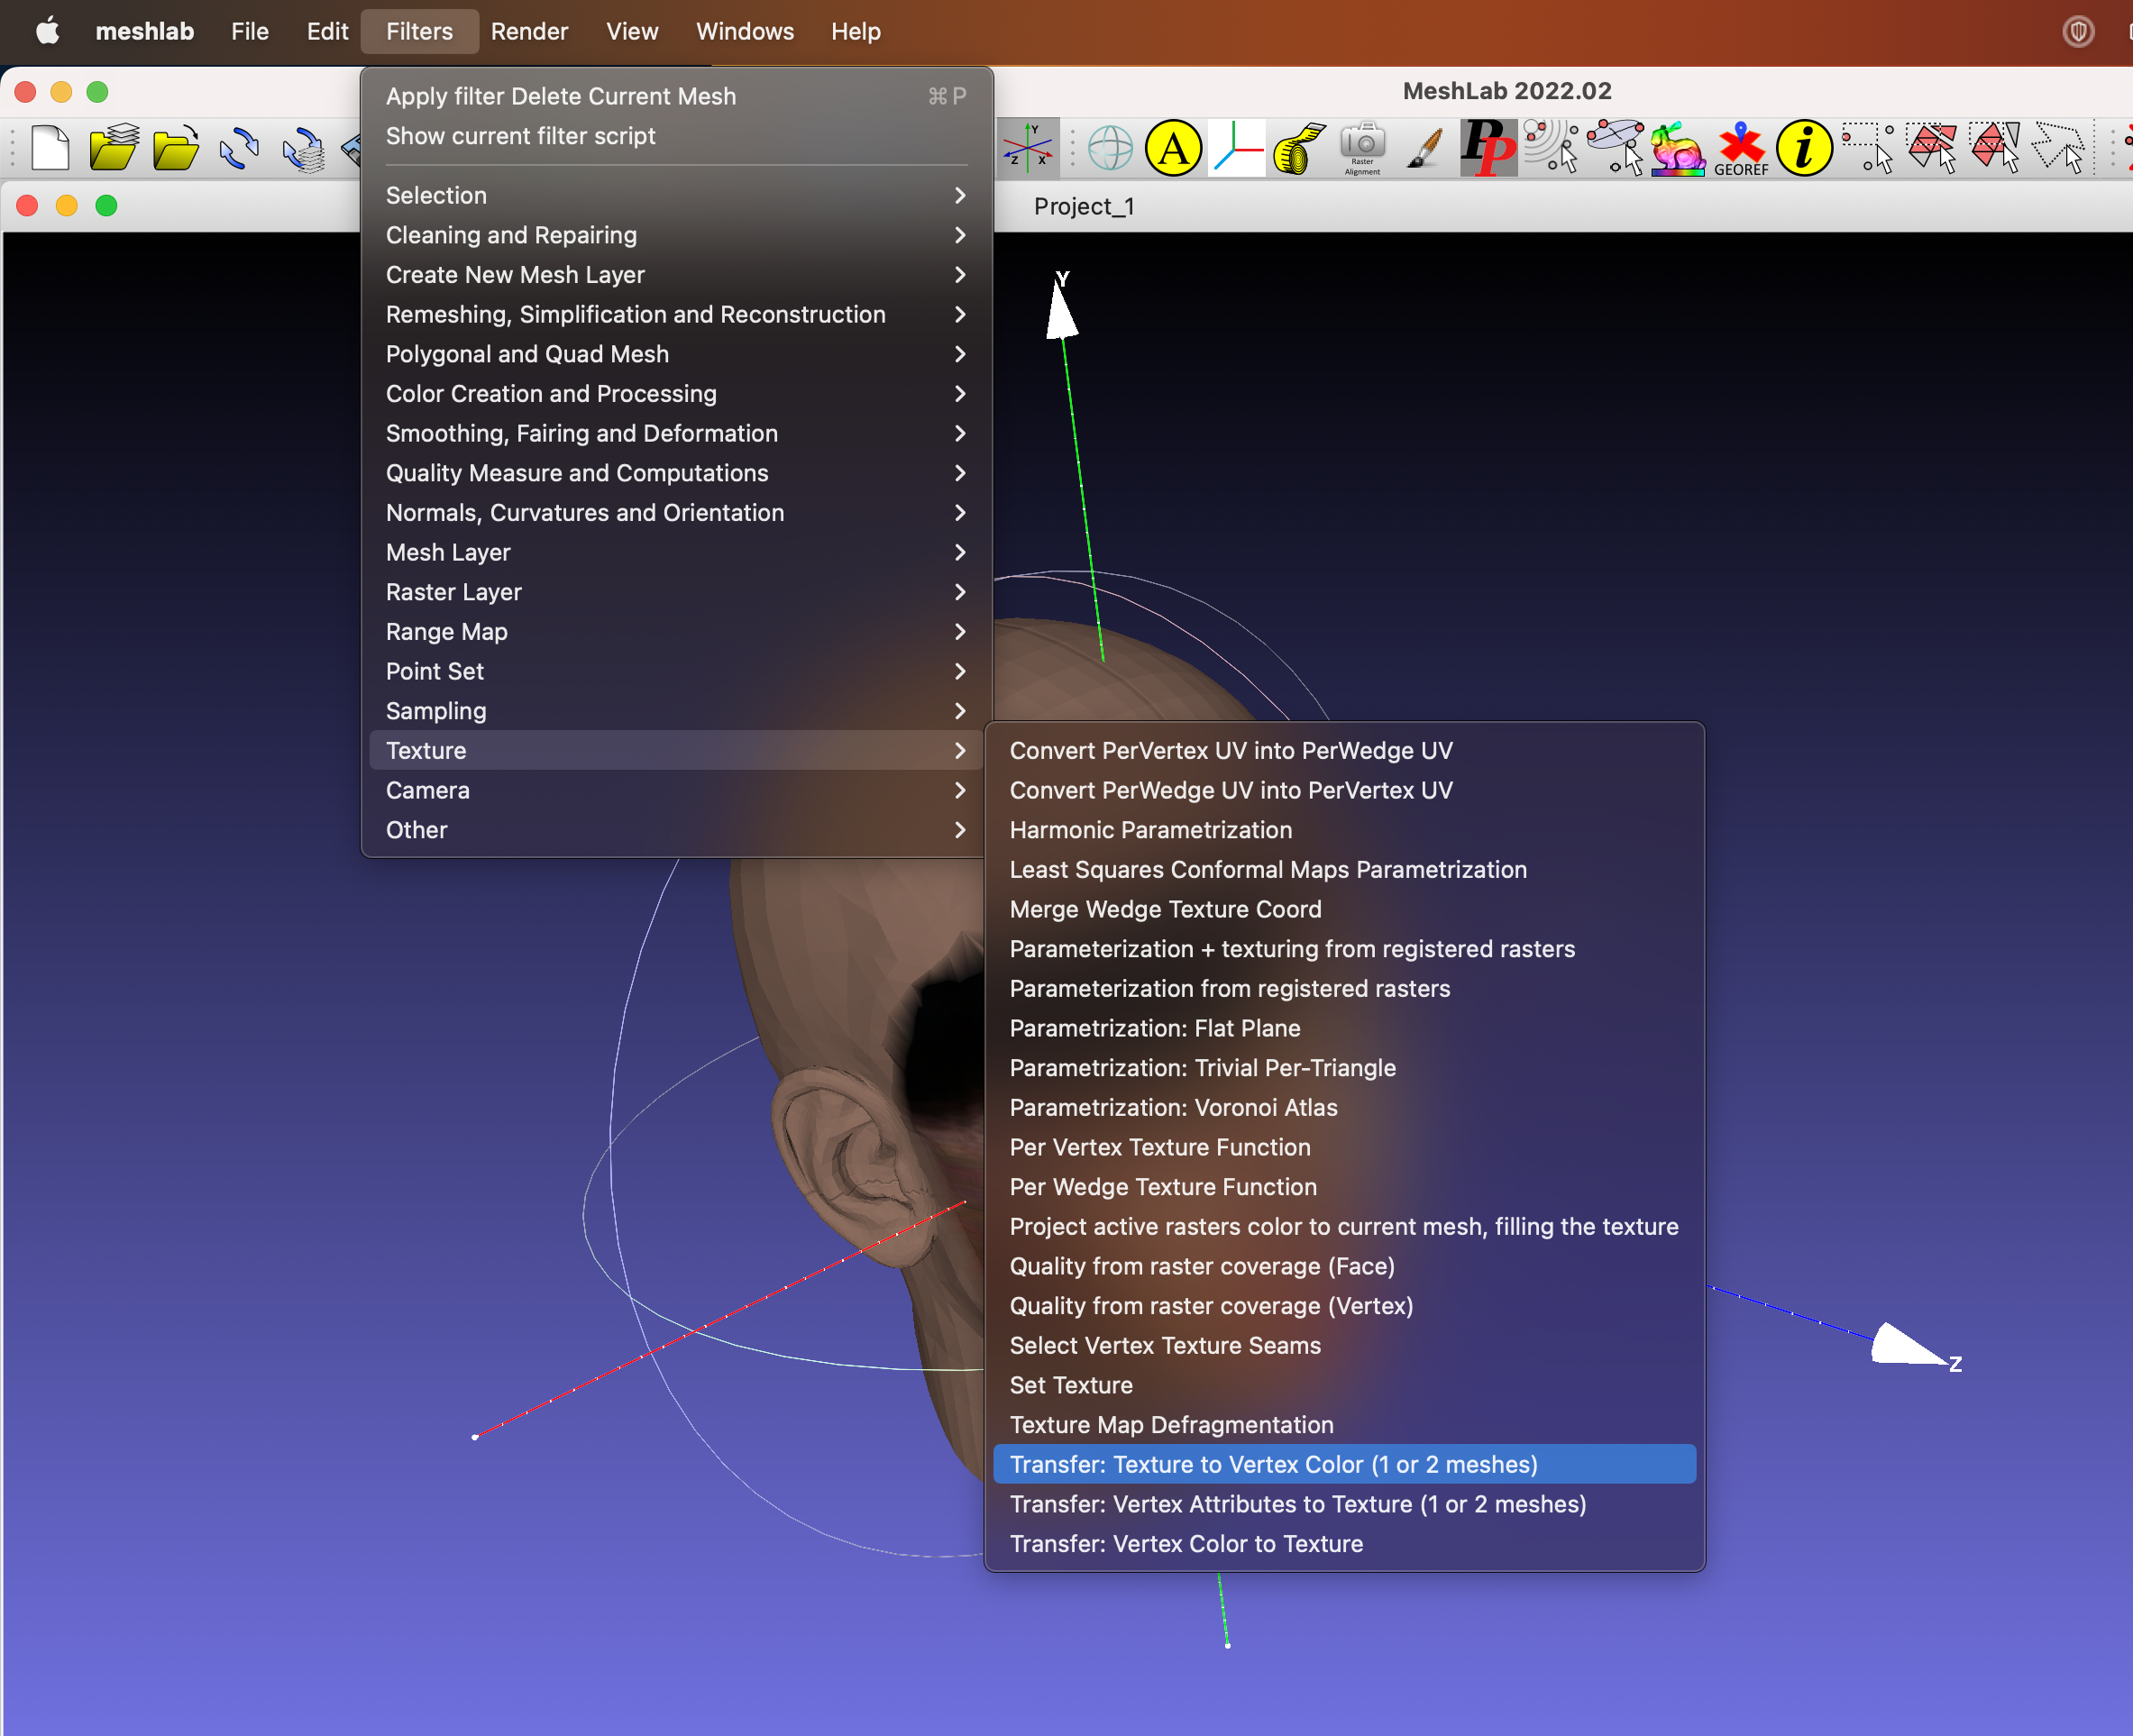 meshlab File Edit Filters Render View Windows Help
MeshLab 2022.02
Apply filter Delete Current Mesh ⌘P
Show current filter script
Y
Z X
A
Raster
Alignment
PP
GEOREF
i
Project_1
Selection
Cleaning and Repairing
Create New Mesh Layer
Remeshing, Simplification and Reconstruction
Polygonal and Quad Mesh
Color Creation and Processing
Smoothing, Fairing and Deformation
Quality Measure and Computations
Normals, Curvatures and Orientation
Mesh Layer
Raster Layer
Range Map
Point Set
Sampling
Texture
Camera
Other
Y
Convert PerVertex UV into PerWedge UV
Convert PerWedge UV into PerVertex UV
Harmonic Parametrization
Least Squares Conformal Maps Parametrization
Merge Wedge Texture Coord
Parameterization + texturing from registered rasters
Parameterization from registered rasters
Parametrization: Flat Plane
Parametrization: Trivial Per-Triangle
Parametrization: Voronoi Atlas
Per Vertex Texture Function
Per Wedge Texture Function
Project active rasters color to current mesh, filling the texture
Quality from raster coverage (Face)
Quality from raster coverage (Vertex)
Select Vertex Texture Seams
Set Texture
Texture Map Defragmentation
Transfer: Texture to Vertex Color (1 or 2 meshes)
Transfer: Vertex Attributes to Texture (1 or 2 meshes)
Transfer: Vertex Color to Texture
Z